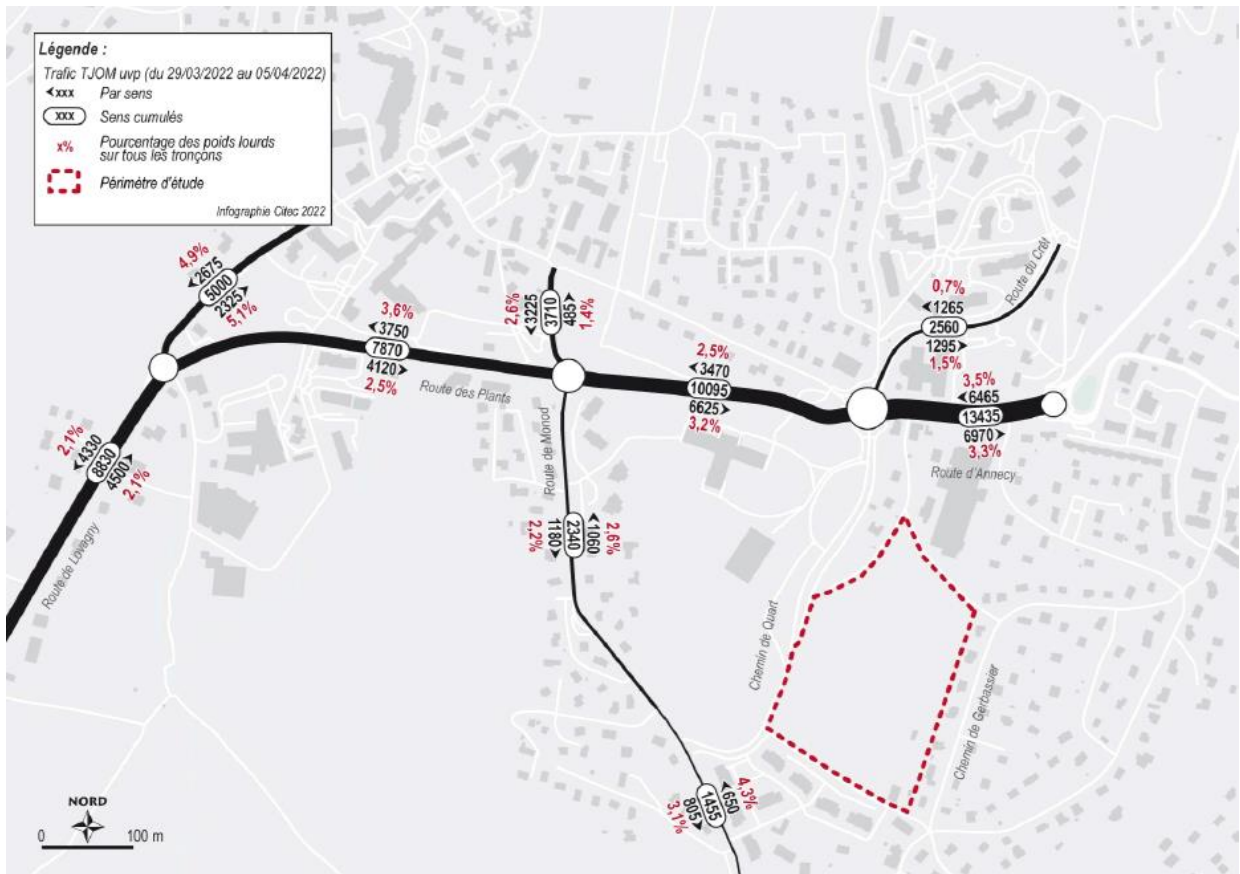 Légende :
Trafic TJOM uvp (du 29/03/2022 au 05/04/2022)
xxx Par sens
xxx Sens cumulés
x% Pourcentage des poids lourds
sur tous les tronçons
Périmètre d'étude
Infographie Citec 2022
4,9%
2675
5000
2325
5,1%
3,6%
3750
7870
4120
2,5%
Route des Plants
2,6%
3225
3710
485
1,4%
2,5%
3470
10095
6625
3,2%
0,7%
1265
2560
1295
1,5%
Route du Crêt
3,5%
6465
13435
6970
3,3%
Route d'Annecy
2,1%
4330
8830
4500
2,1%
Route de Lovagny
Route de Monod
2,2%
1180
2340
1060
2,6%
Chemin de Quart
Chemin de Gerbassier
4,3%
650
1455
805
3,1%
NORD
0 100 m